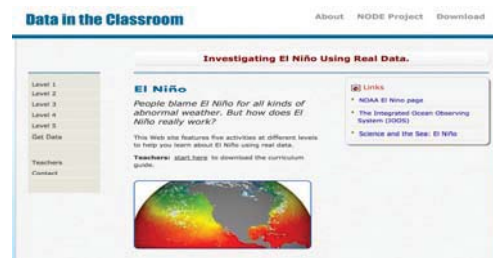 Data in the Classroom
About NODE Project Download
Investigating El Niño Using Real Data.
Level 1
Level 2
Level 3
Level 4
Level 5
Get Data
Teachers
Contact
El Niño
People blame El Niño for all kinds of
abnormal weather. But how does El
Niño really work?
This Web site features five activities at different levels
to help you learn about El Niño using real data.
Teachers: start here to download the curriculum
guide.
Links
NOAA El Nino page
The Integrated Ocean Observing
System (IOOS)
Science and the Sea: El Niño